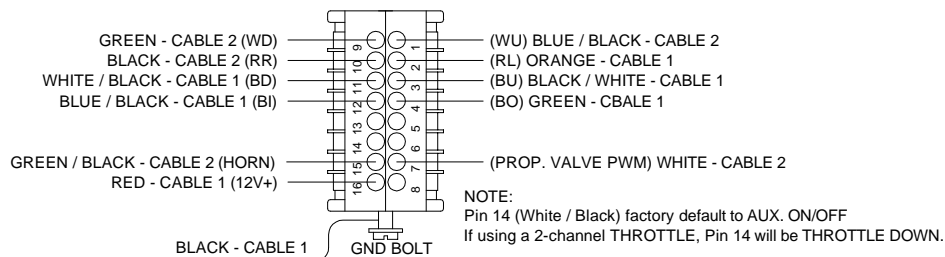 GREEN - CABLE 2 (WD)
BLACK - CABLE 2 (RR)
WHITE / BLACK - CABLE 1 (BD)
BLUE / BLACK - CABLE 1 (BI)
GREEN / BLACK - CABLE 2 (HORN)
RED - CABLE 1 (12V+)
9
10
11
12
13
14
15
16
1
2
3
4
5
6
7
8
(WU) BLUE / BLACK - CABLE 2
(RL) ORANGE - CABLE 1
(BU) BLACK / WHITE - CABLE 1
(BO) GREEN - CBALE 1
(PROP. VALVE PWM) WHITE - CABLE 2
BLACK - CABLE 1
GND BOLT
NOTE:
Pin 14 (White / Black) factory default to AUX. ON/OFF
If using a 2-channel THROTTLE, Pin 14 will be THROTTLE DOWN.